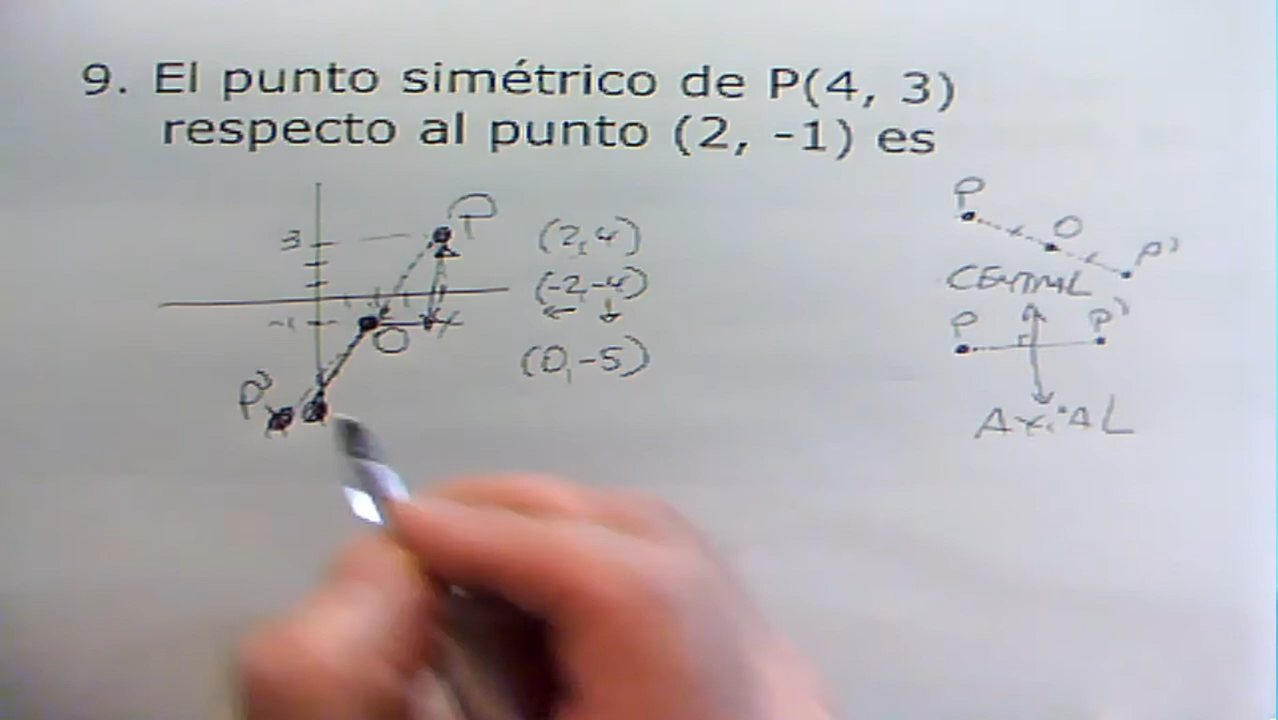 9. El punto simétrico de P(4, 3)
respecto al punto (2, -1) es
P
3
-1
O
P'
(2,4)
(-2,-4)
(0,-5)
P
O
P'
CENTRAL
P
P'
AXIAL